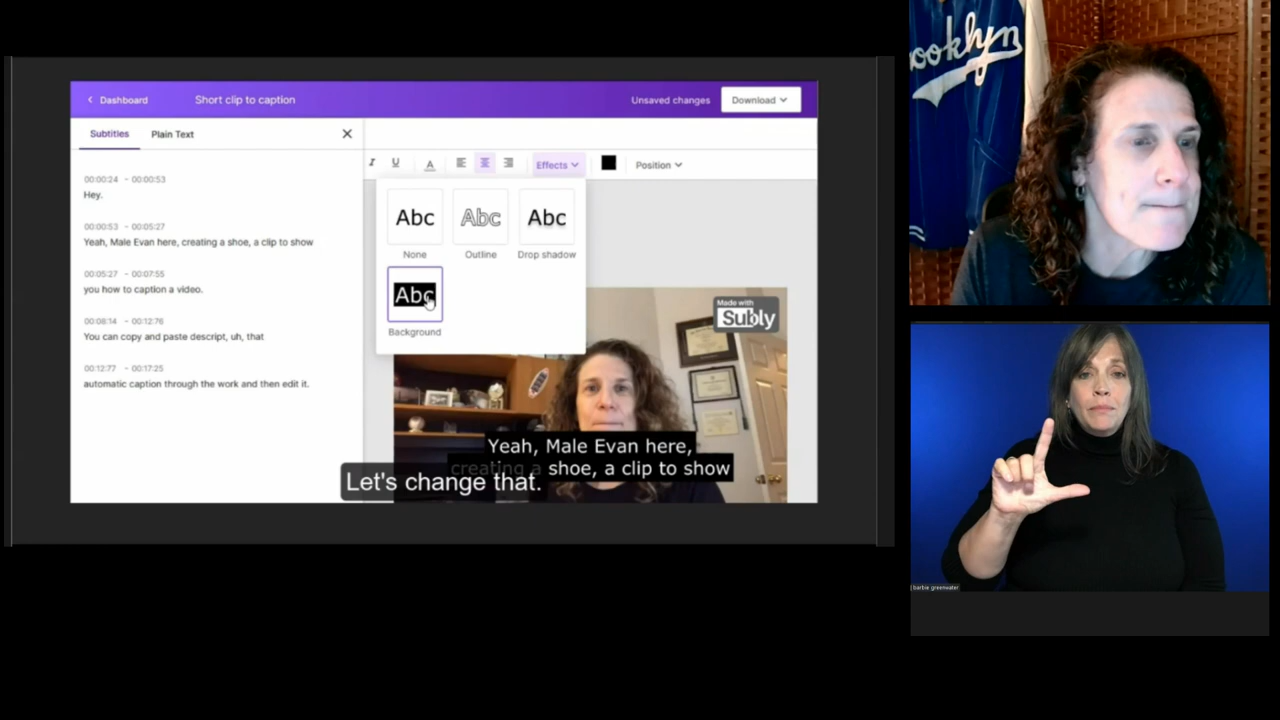 Dashboard
Short clip to caption
Unsaved changes
Download
Subtitles
Plain Text
I
U
A
Effects
Position
00:00:24 - 00:00:53
Hey.
00:00:53 - 00:05:27
Yeah, Male Evan here, creating a shoe, a clip to show
00:05:27 - 00:07:55
you how to caption a video.
00:08:14 - 00:12:76
You can copy and paste descript, uh, that
00:12:77 - 00:17:25
automatic caption through the work and then edit it.
Abc
Abc
Abc
None
Outline
Drop shadow
Abc
Background
Made with
Subly
Yeah, Male Evan here,
creating a shoe, a clip to show
Let's change that.
ooklyn
barbie greenwater